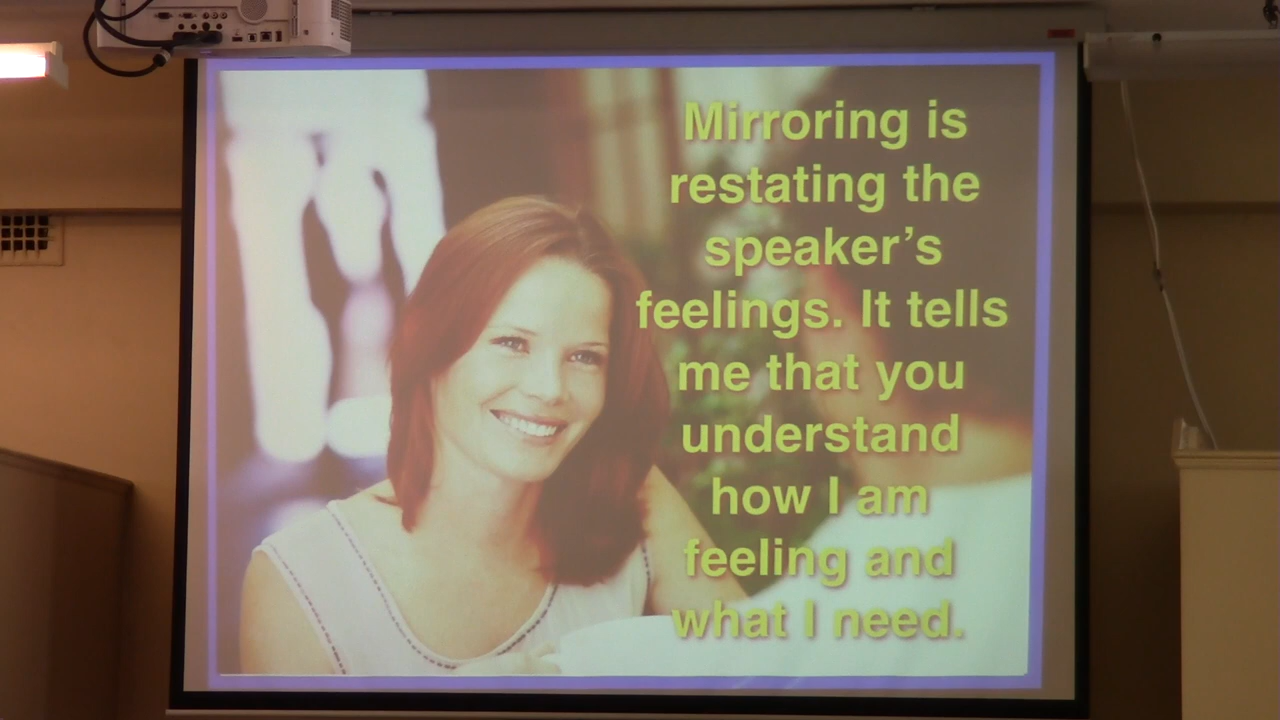 Mirroring is
restating the
speaker’s
feelings. It tells
me that you
understand
how I am
feeling and
what I need.